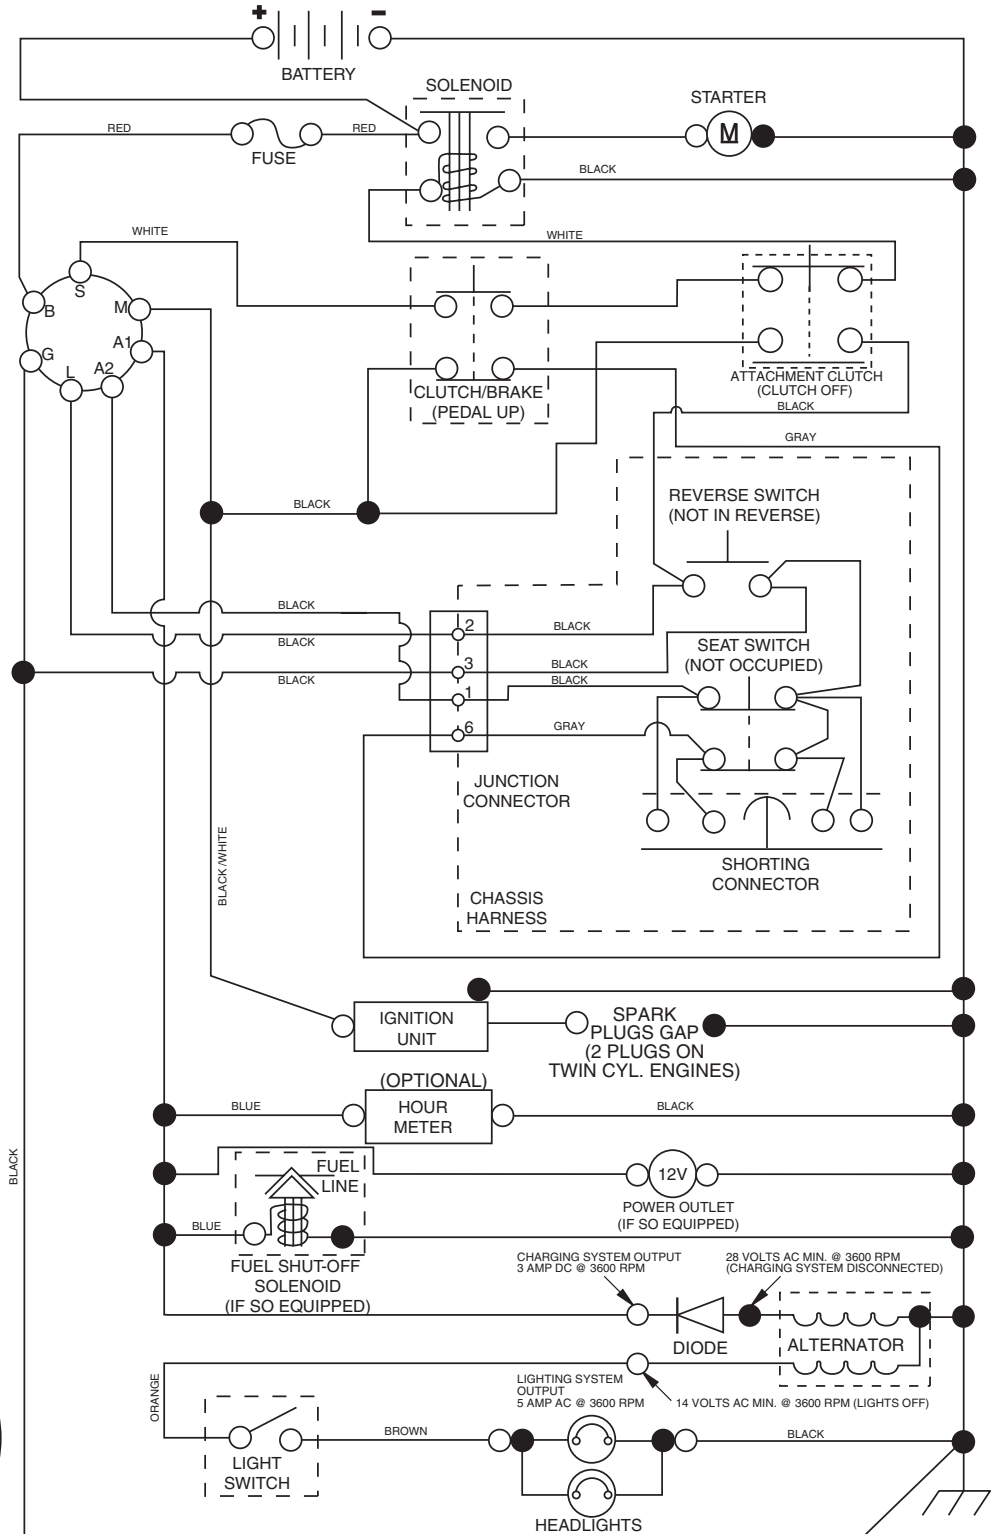 + -
BATTERY
SOLENOID
STARTER
RED
RED
FUSE
M
BLACK
WHITE
WHITE
S
B
M
G
A1
L
A2
CLUTCH/BRAKE
(PEDAL UP)
ATTACHMENT CLUTCH
(CLUTCH OFF)
BLACK
GRAY
BLACK
REVERSE SWITCH
(NOT IN REVERSE)
BLACK
2
BLACK
BLACK
SEAT SWITCH
(NOT OCCUPIED)
3
BLACK
BLACK
BLACK
1
6
GRAY
JUNCTION
CONNECTOR
BLACK/WHITE
SHORTING
CONNECTOR
CHASSIS
HARNESS
IGNITION
UNIT
SPARK
PLUGS GAP
(2 PLUGS ON
TWIN CYL. ENGINES)
(OPTIONAL)
BLUE
HOUR
METER
BLACK
BLACK
FUEL
LINE
12V
POWER OUTLET
(IF SO EQUIPPED)
BLUE
FUEL SHUT-OFF
SOLENOID
(IF SO EQUIPPED)
CHARGING SYSTEM OUTPUT
3 AMP DC @ 3600 RPM
28 VOLTS AC MIN. @ 3600 RPM
(CHARGING SYSTEM DISCONNECTED)
DIODE
ALTERNATOR
ORANGE
LIGHTING SYSTEM
OUTPUT
5 AMP AC @ 3600 RPM
14 VOLTS AC MIN. @ 3600 RPM (LIGHTS OFF)
BROWN
BLACK
LIGHT
SWITCH
HEADLIGHTS